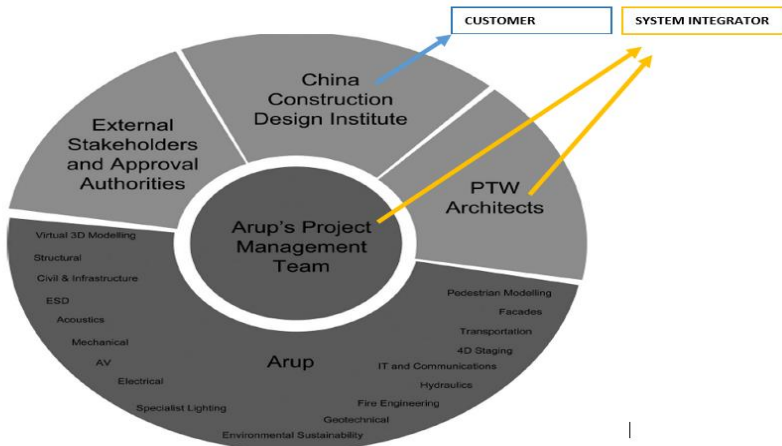 CUSTOMER
SYSTEM INTEGRATOR
China
Construction
Design Institute
External
Stakeholders
and Approval
Authorities
PTW
Architects
Arup's Project
Management
Team
Virtual 3D Modelling
Structural
Civil & Infrastructure
ESD
Acoustics
Mechanical
AV
Electrical
Specialist Lighting
Environmental Sustainability
Arup
Pedestrian Modelling
Facades
Transportation
4D Staging
IT and Communications
Hydraulics
Fire Engineering
Geotechnical